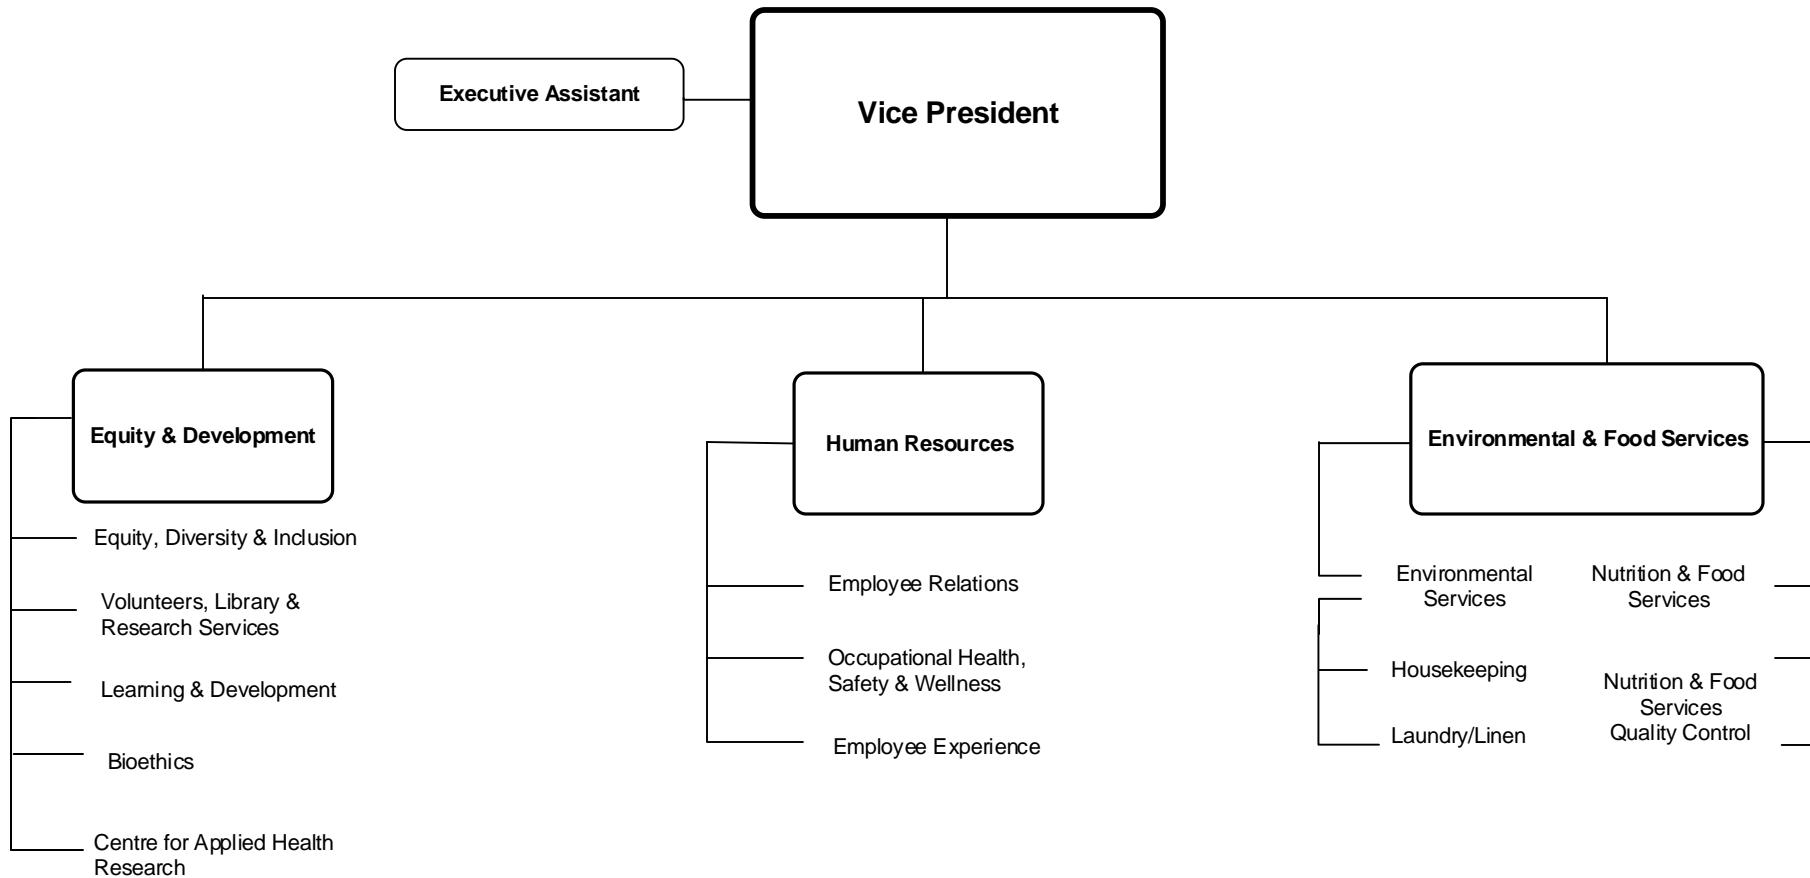 Executive Assistant
Vice President
Equity & Development
Equity, Diversity & Inclusion
Volunteers, Library &
Research Services
Learning & Development
Bioethics
Centre for Applied Health
Research
Human Resources
Employee Relations
Occupational Health,
Safety & Wellness
Employee Experience
Environmental & Food Services
Environmental
Services
Housekeeping
Laundry/Linen
Nutrition & Food
Services
Nutrition & Food
Services
Quality Control